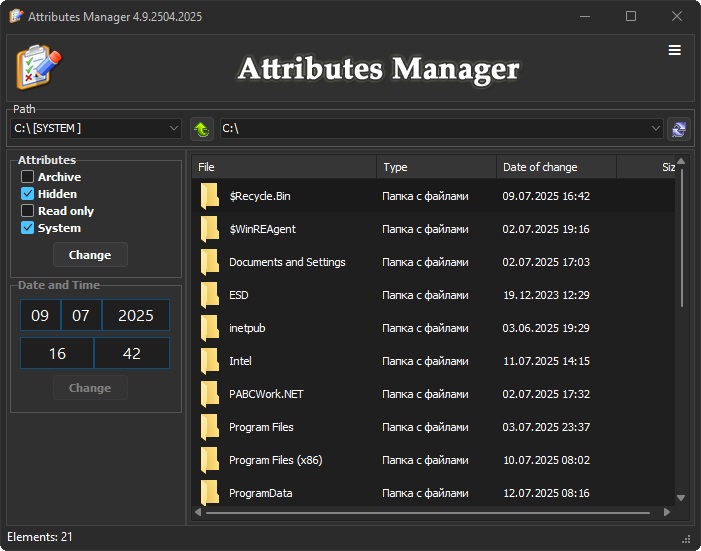 Attributes Manager 4.9.2504.2025
Attributes Manager
Path
C:\ [SYSTEM ]
C:\
Attributes
Archive
Hidden
Read only
System
Change
Date and Time
09 07 2025
16 42
Change
File Type Date of change Siz
$Recycle.Bin Папка с файлами 09.07.2025 16:42
$WinREAgent Папка с файлами 02.07.2025 19:16
Documents and Settings Папка с файлами 02.07.2025 17:03
ESD Папка с файлами 19.12.2023 12:29
inetpub Папка с файлами 03.06.2025 19:29
Intel Папка с файлами 11.07.2025 14:15
PABCWork.NET Папка с файлами 02.07.2025 17:32
Program Files Папка с файлами 03.07.2025 23:37
Program Files (x86) Папка с файлами 10.07.2025 08:02
ProgramData Папка с файлами 12.07.2025 08:16
Elements: 21